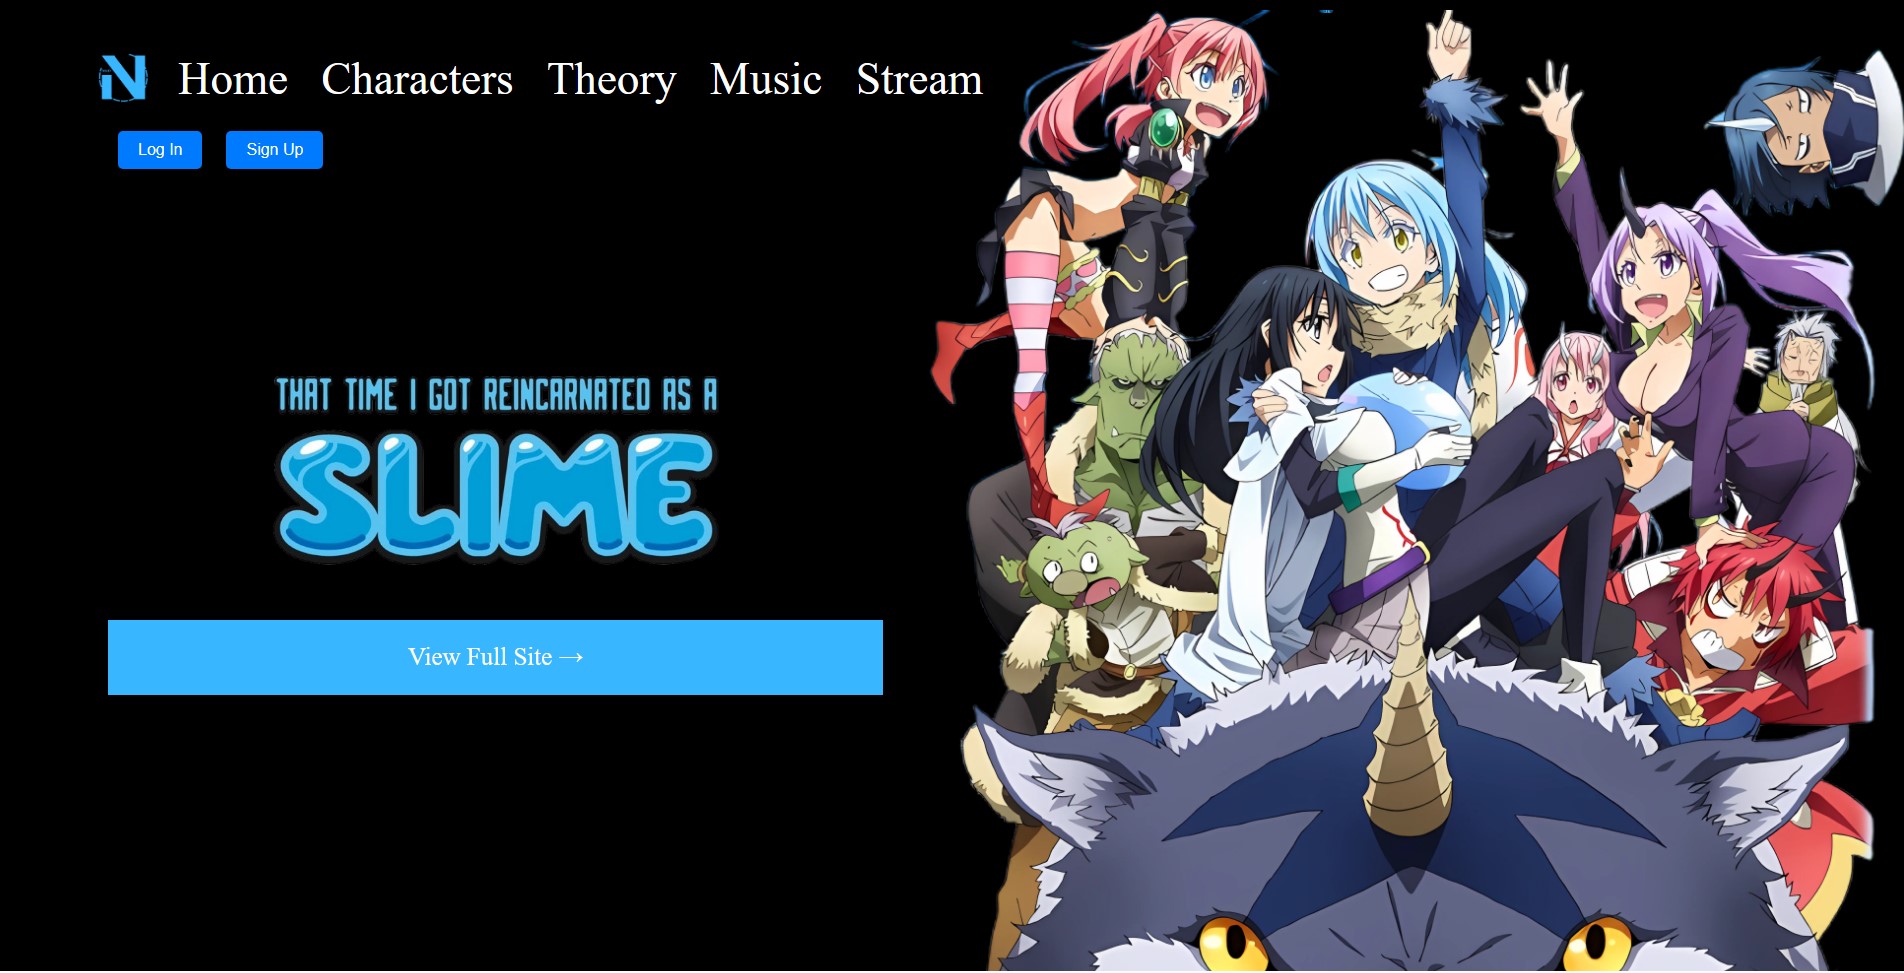 N Home Characters Theory Music Stream
Log In Sign Up
THAT TIME I GOT REINCARNATED AS A
SLIME
View Full Site →